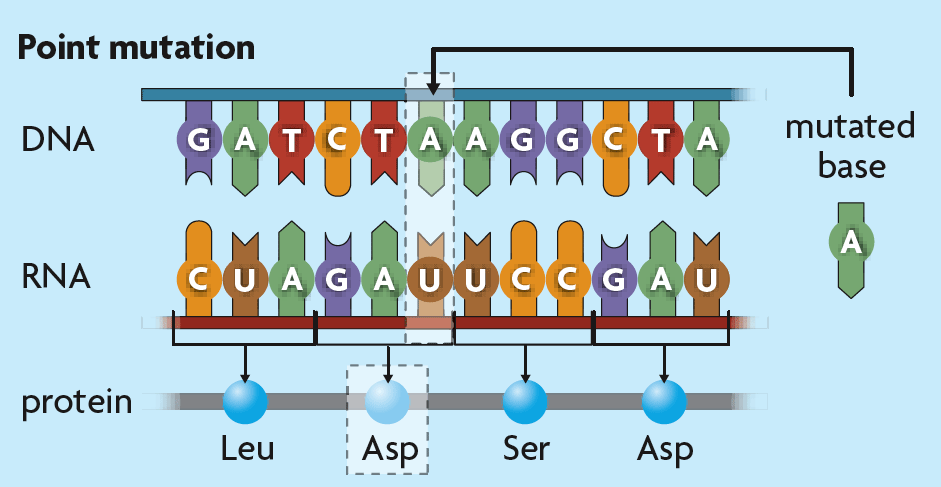 Point mutation
DNA G A T C T A A G G C T A
mutated
base
A
RNA C U A G A U U C C G A U
protein
Leu Asp Ser Asp